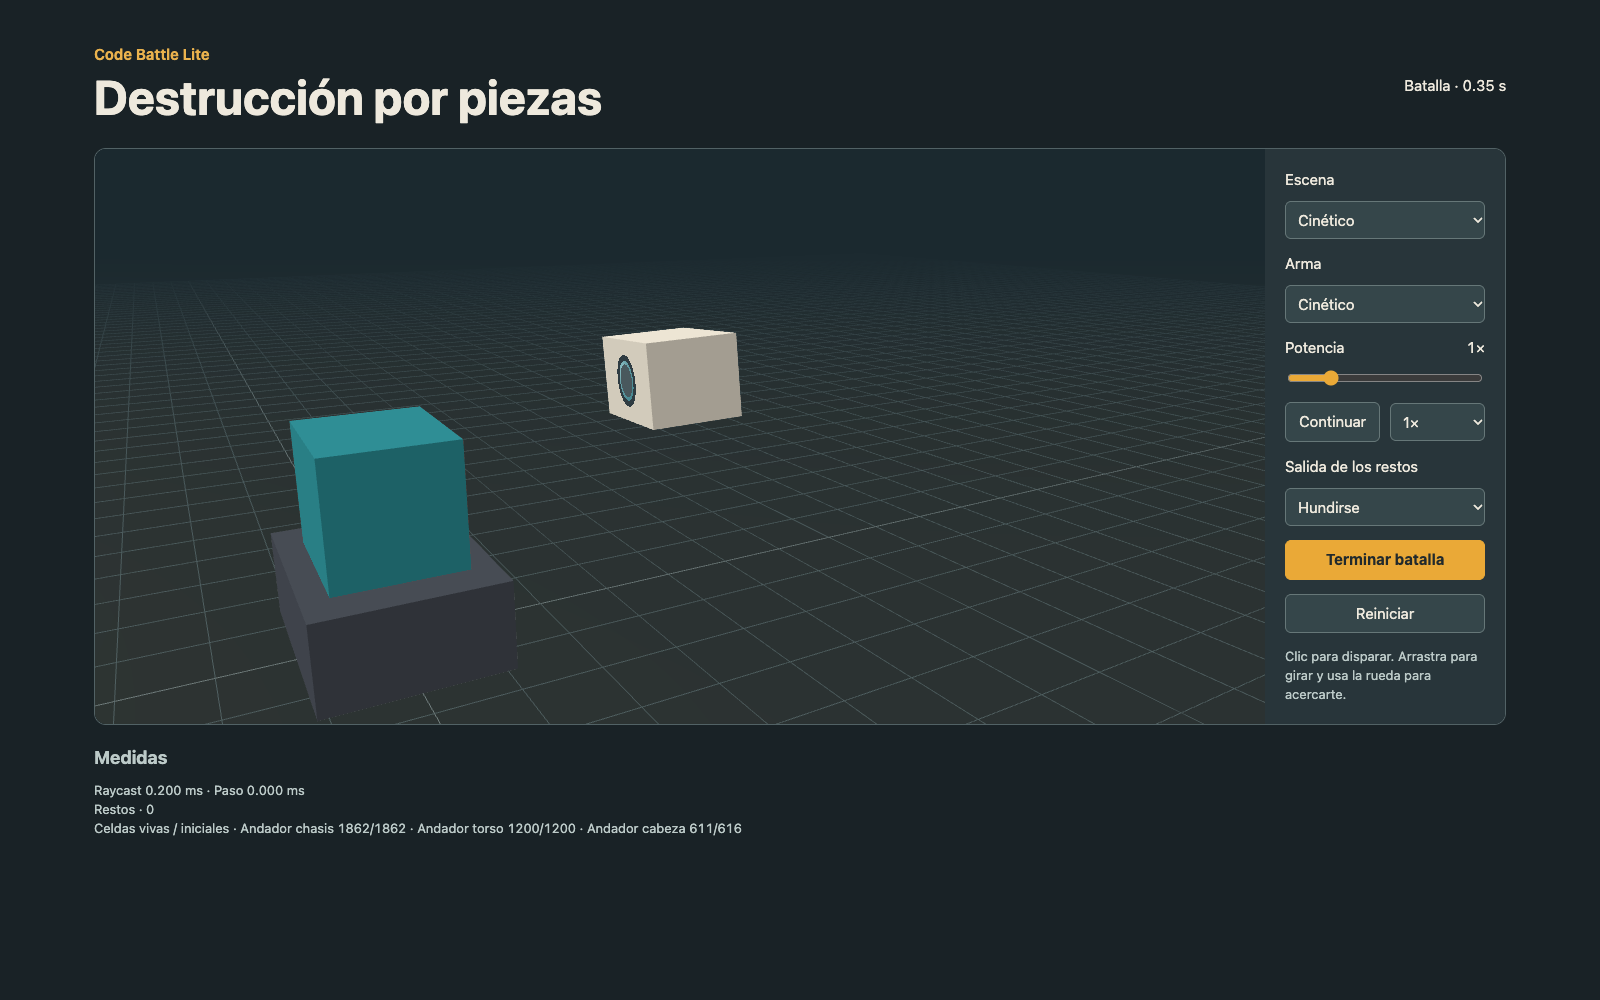 Code Battle Lite
Destrucción por piezas
Batalla · 0.35 s
Escena
Cinético
Arma
Cinético
Potencia 1×
Continuar 1×
Salida de los restos
Hundirse
Terminar batalla
Reiniciar
Clic para disparar. Arrastra para
girar y usa la rueda para
acercarte.
Medidas
Raycast 0.200 ms · Paso 0.000 ms
Restos · 0
Celdas vivas / iniciales · Andador chasis 1862/1862 · Andador torso 1200/1200 · Andador cabeza 611/616